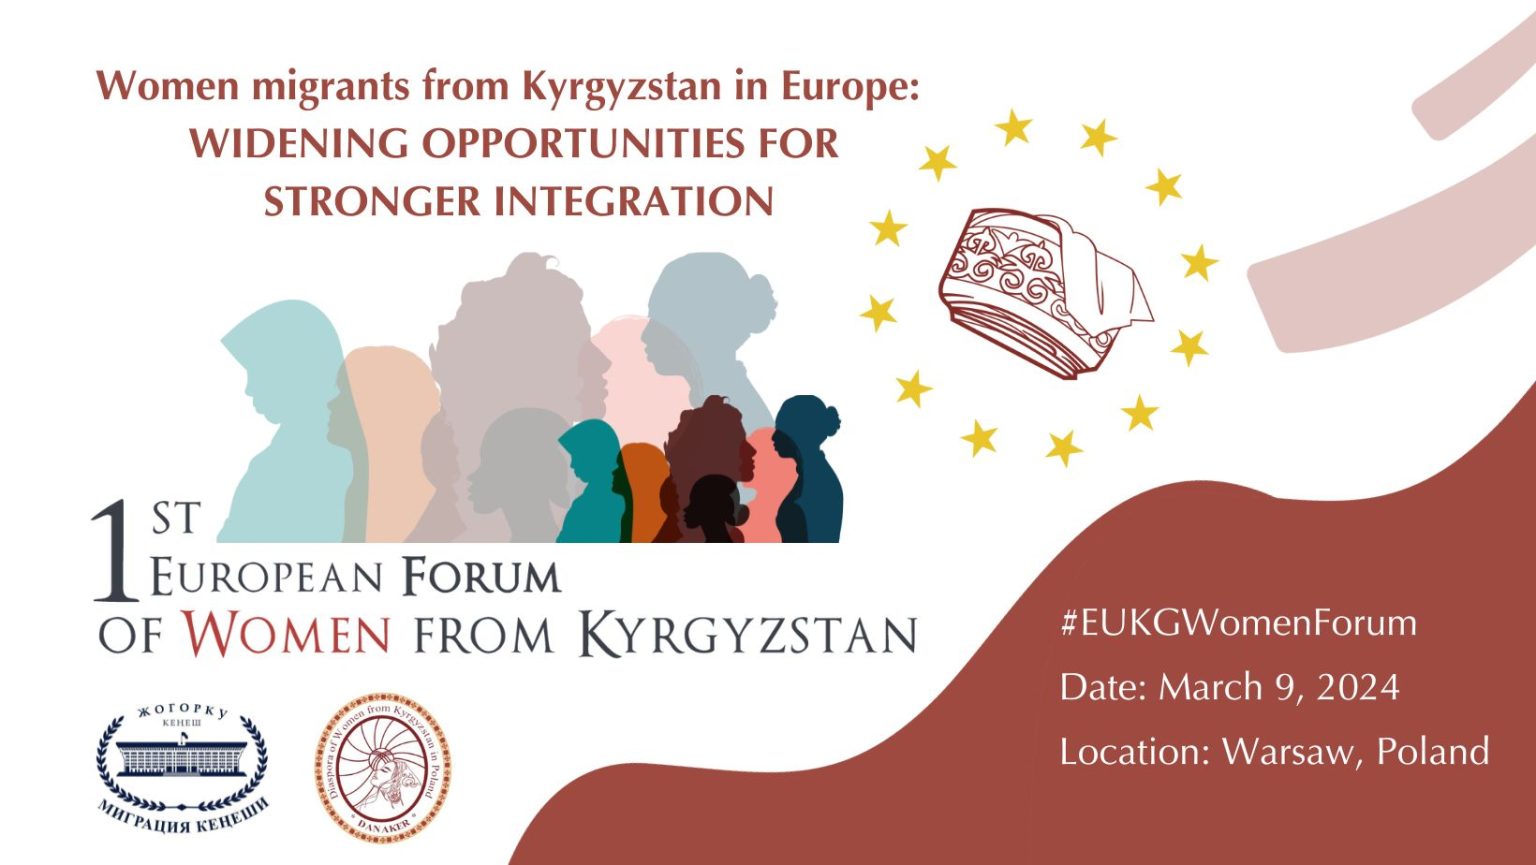 Women migrants from Kyrgyzstan in Europe:
WIDENING OPPORTUNITIES FOR
STRONGER INTEGRATION
1ST
EUROPEAN FORUM
OF WOMEN FROM KYRGYZSTAN
ЖОГОРКУ
КЕНЕШ
МИГРАЦИЯ КЕҢЕШИ
Diaspora of Women from Kyrgyzstan in Poland
DANAKER
#EUKGWomenForum
Date: March 9, 2024
Location: Warsaw, Poland